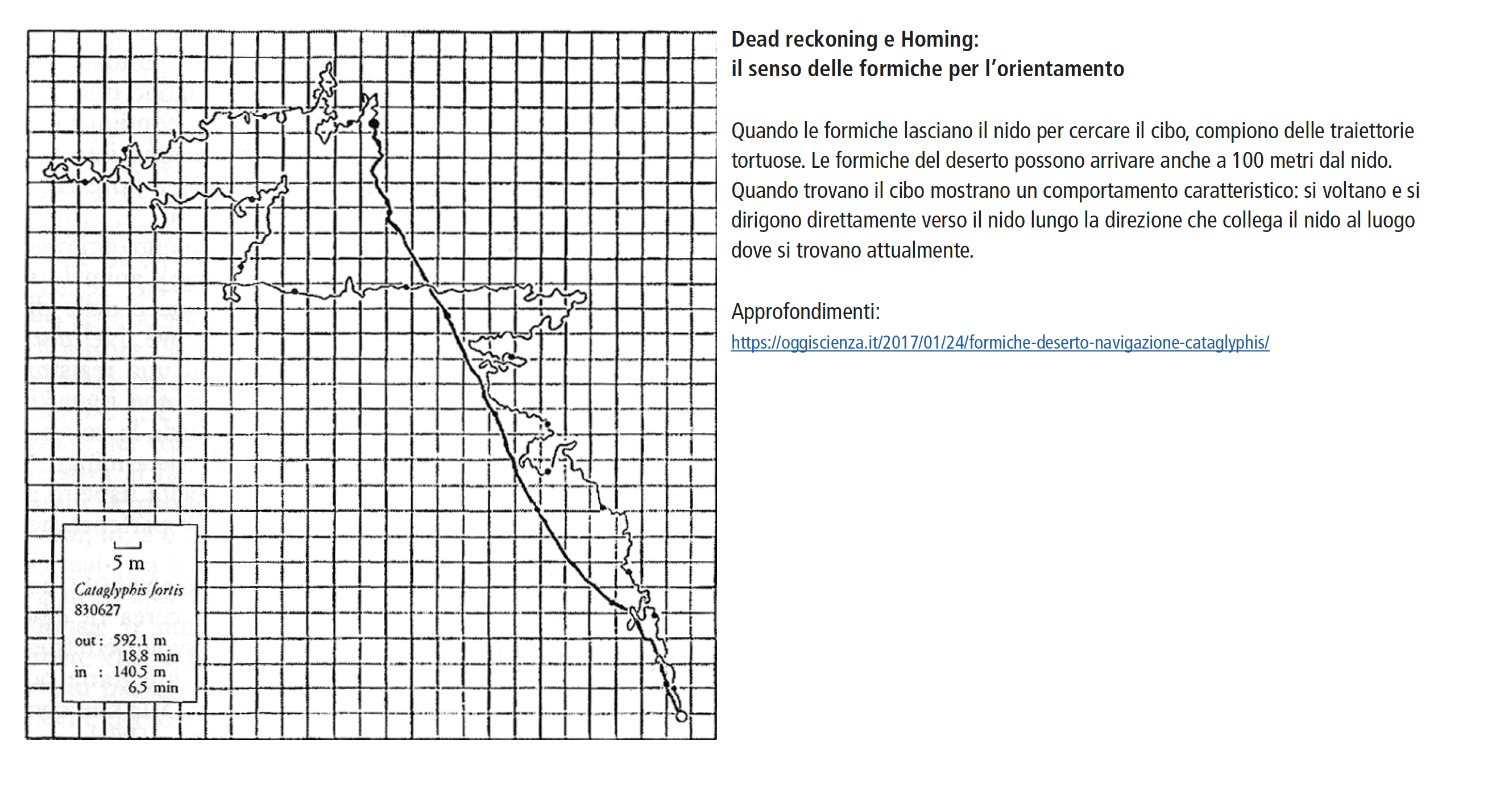 Dead reckoning e Homing:
il senso delle formiche per l'orientamento
Quando le formiche lasciano il nido per cercare il cibo, compiono delle traiettorie
tortuose. Le formiche del deserto possono arrivare anche a 100 metri dal nido.
Quando trovano il cibo mostrano un comportamento caratteristico: si voltano e si
dirigono direttamente verso il nido lungo la direzione che collega il nido al luogo
dove si trovano attualmente.
Approfondimenti:
https://oggiscienza.it/2017/01/24/formiche-deserto-navigazione-cataglyphis/
5 m
Cataglyphis fortis
830627
out : 592,1 m
18,8 min
in : 140,5 m
6,5 min